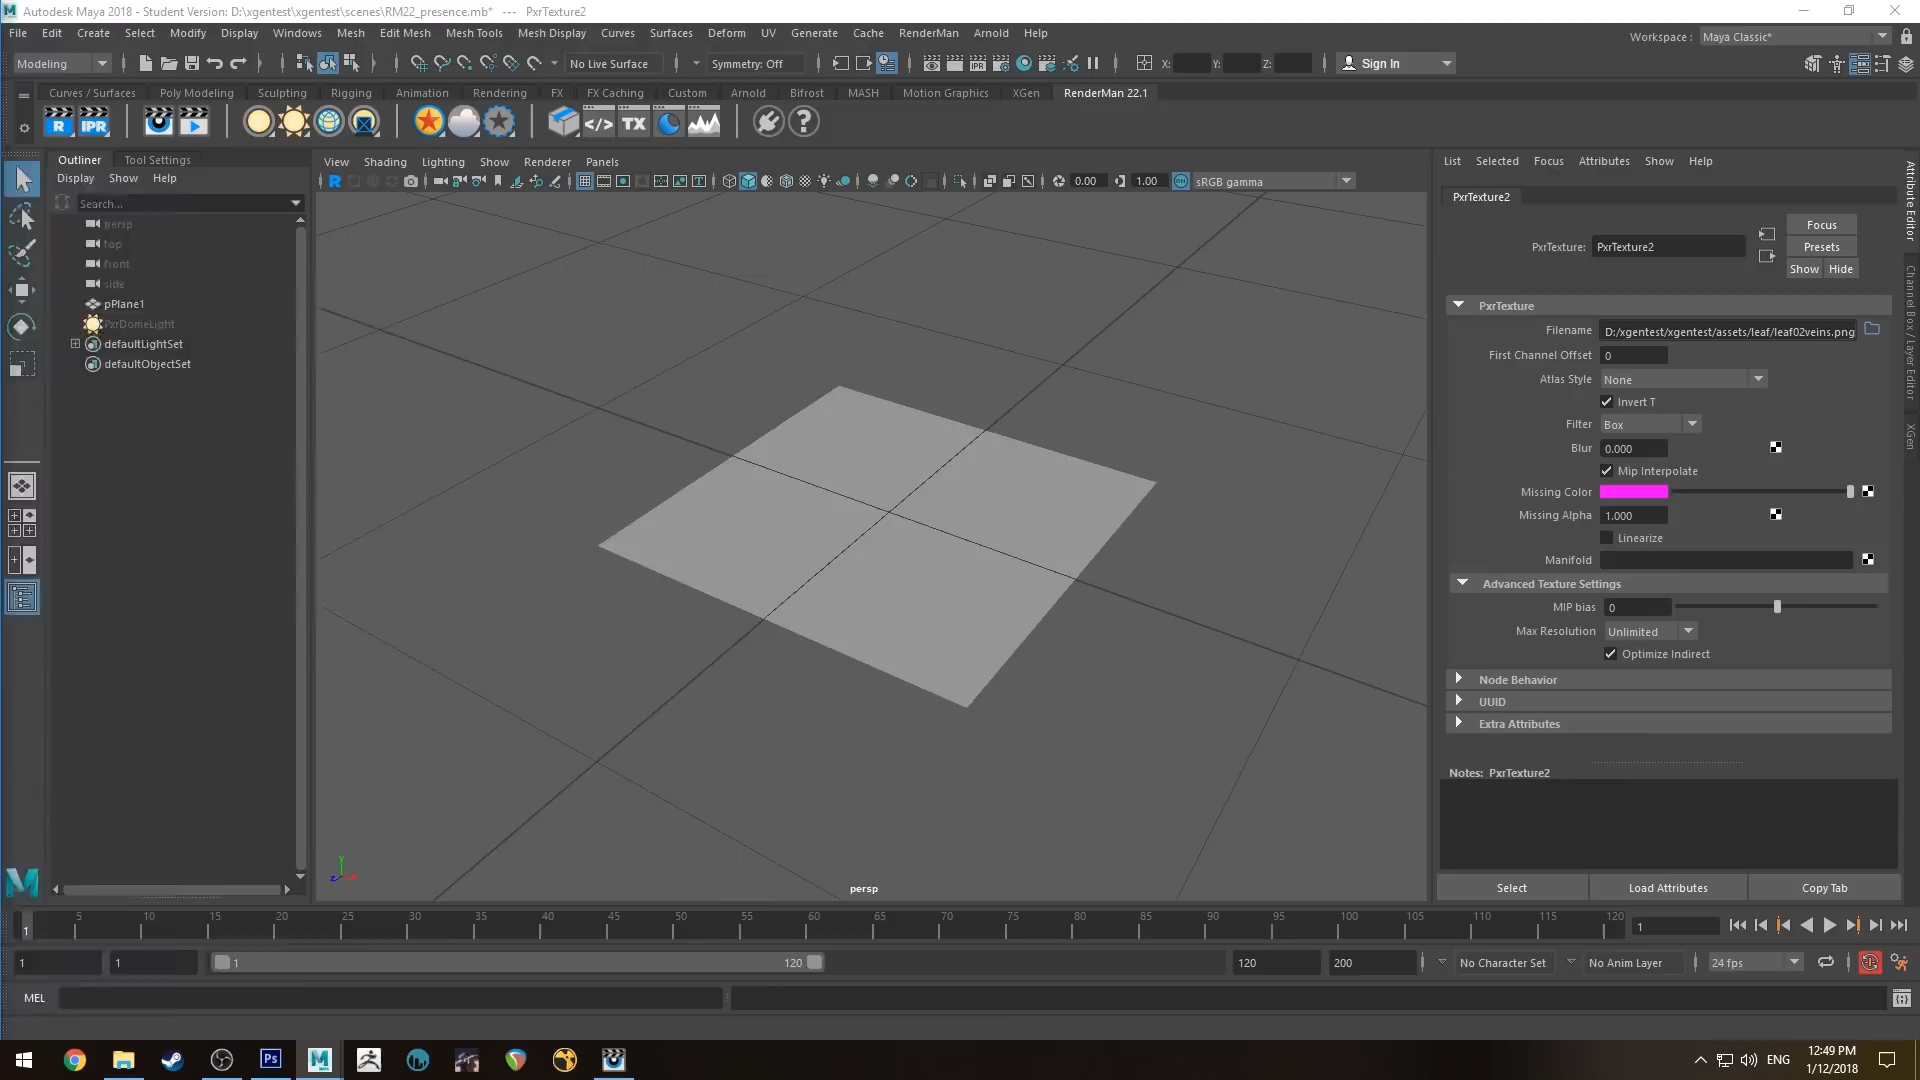 Autodesk Maya 2018 - Student Version: D:\xgentest\xgentest\scenes\RM22_presence.mb* --- PxrTexture2
File Edit Create Select Modify Display Windows Mesh Edit Mesh Mesh Tools Mesh Display Curves Surfaces Deform UV Generate Cache RenderMan Arnold Help
Workspace : Maya Classic*
Modeling No Live Surface Symmetry: Off X: Y: Z: Sign In
Curves / Surfaces Poly Modeling Sculpting Rigging Animation Rendering FX FX Caching Custom Arnold Bifrost MASH Motion Graphics XGen RenderMan 22.1
R IPR </> TX ?
Outliner Tool Settings
Display Show Help
Search...
persp
top
front
side
pPlane1
PxrDomeLight
defaultLightSet
defaultObjectSet
View Shading Lighting Show Renderer Panels
R 0.00 1.00 sRGB gamma
persp
List Selected Focus Attributes Show Help
PxrTexture2
PxrTexture: PxrTexture2
Focus
Presets
Show Hide
PxrTexture
Filename D:/xgentest/xgentest/assets/leaf/leaf02veins.png
First Channel Offset 0
Atlas Style None
Invert T
Filter Box
Blur 0.000
Mip Interpolate
Missing Color
Missing Alpha 1.000
Linearize
Manifold
Advanced Texture Settings
MIP bias 0
Max Resolution Unlimited
Optimize Indirect
Node Behavior
UUID
Extra Attributes
Notes: PxrTexture2
Select Load Attributes Copy Tab
Attribute Editor
Channel Box / Layer Editor
XGen
5 10 15 20 25 30 35 40 45 50 55 60 65 70 75 80 85 90 95 100 105 110 115 120
1 1
1 1 1 120 120 200 No Character Set No Anim Layer 24 fps
MEL
Ps ENG
12:49 PM
1/12/2018